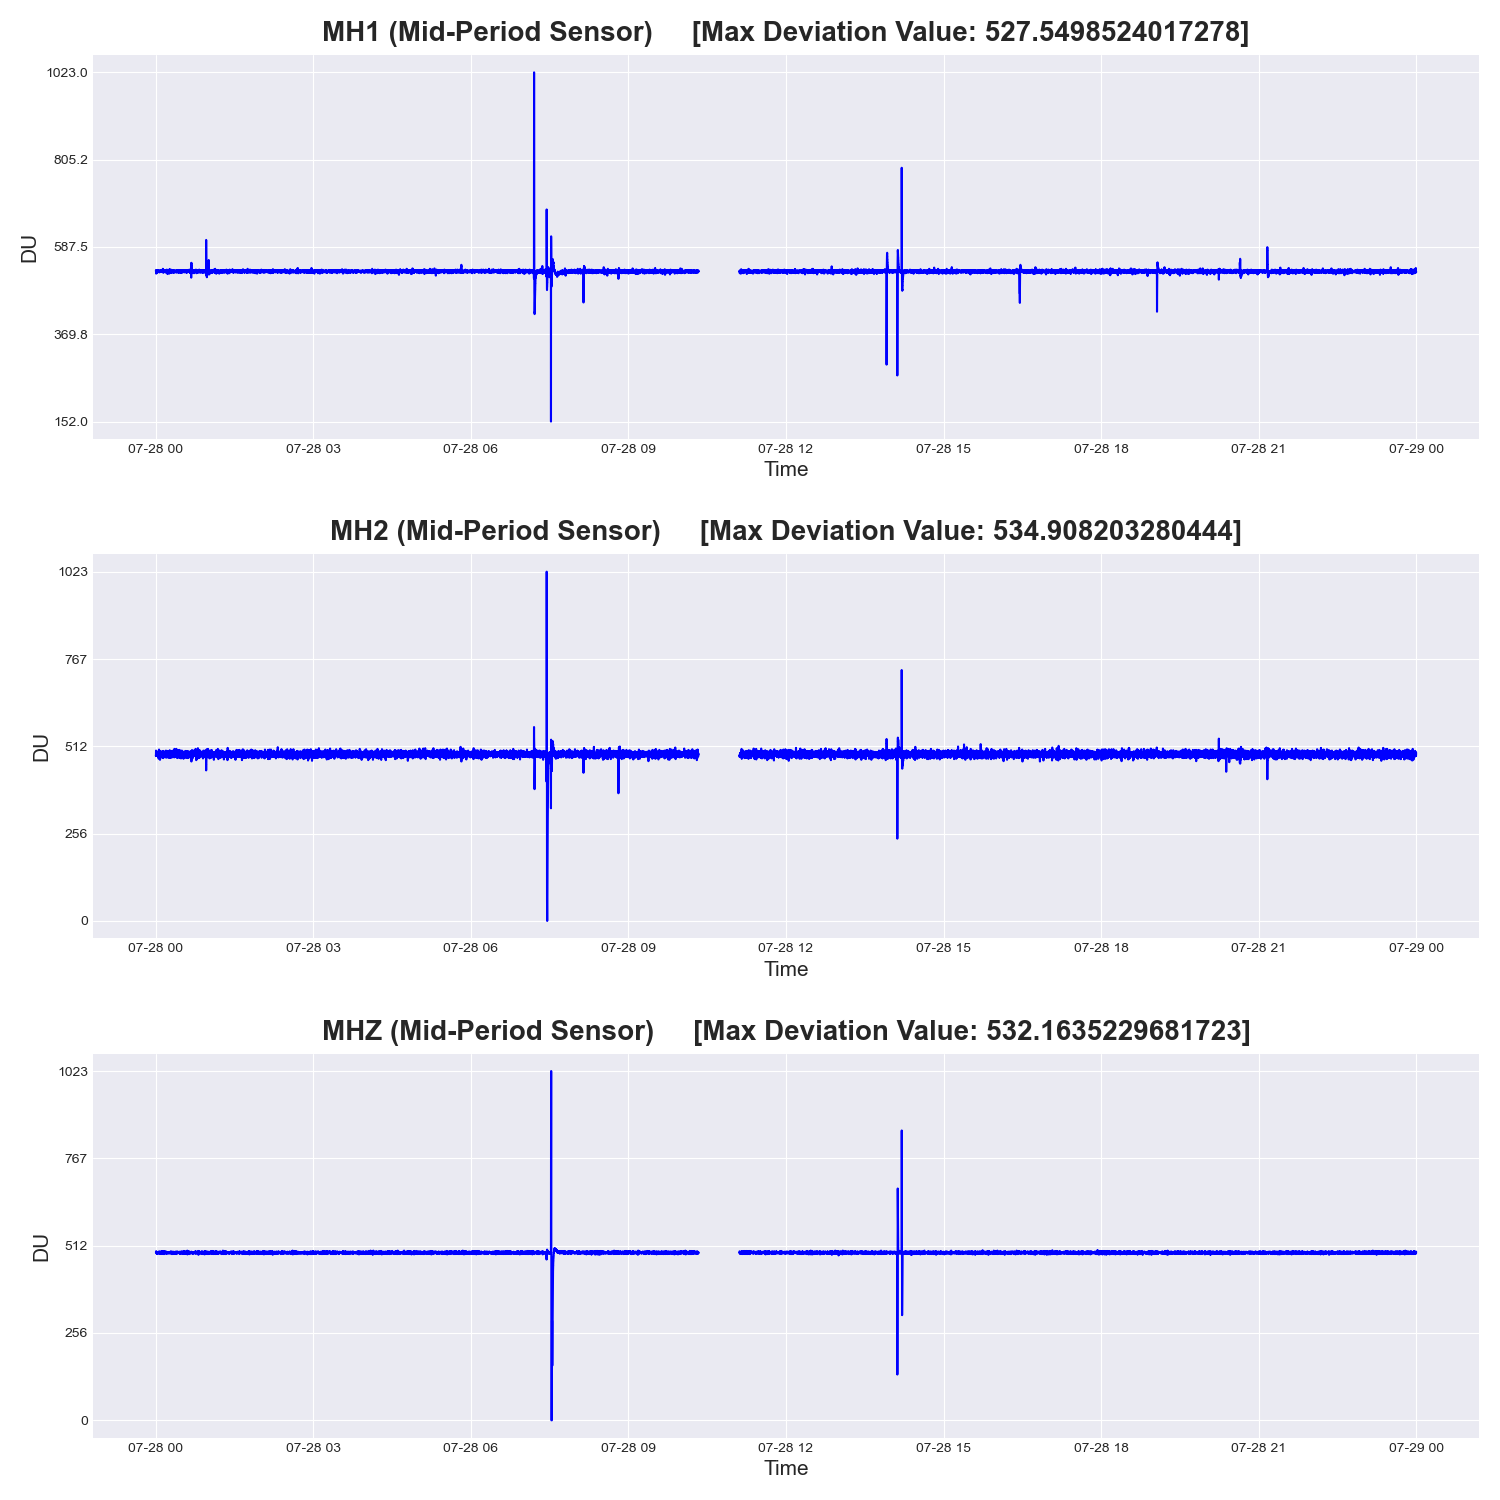 MH1 (Mid-Period Sensor) [Max Deviation Value: 527.5498524017278]
1023.0
805.2
587.5
369.8
152.0
DU
07-28 00 07-28 03 07-28 06 07-28 09 07-28 12 07-28 15 07-28 18 07-28 21 07-29 00
Time
MH2 (Mid-Period Sensor) [Max Deviation Value: 534.908203280444]
1023
767
512
256
0
DU
07-28 00 07-28 03 07-28 06 07-28 09 07-28 12 07-28 15 07-28 18 07-28 21 07-29 00
Time
MHZ (Mid-Period Sensor) [Max Deviation Value: 532.1635229681723]
1023
767
512
256
0
DU
07-28 00 07-28 03 07-28 06 07-28 09 07-28 12 07-28 15 07-28 18 07-28 21 07-29 00
Time